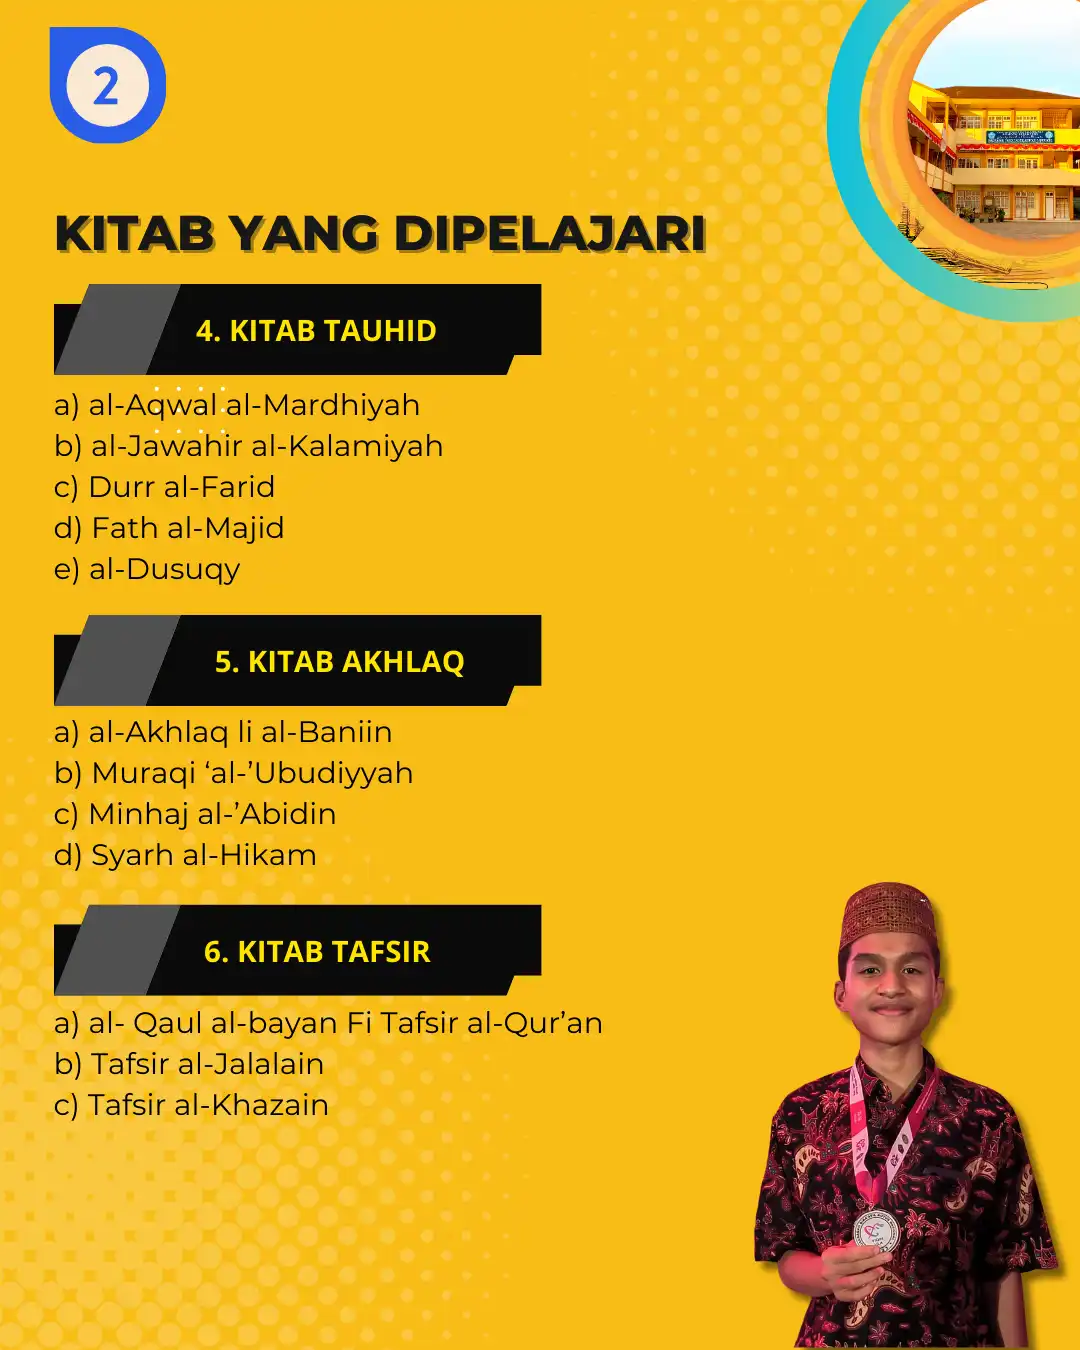 2
KITAB YANG DIPELAJARI
4. KITAB TAUHID
a) al-Aqwal al-Mardhiyah
b) al-Jawahir al-Kalamiyah
c) Durr al-Farid
d) Fath al-Majid
e) al-Dusuqy
5. KITAB AKHLAQ
a) al-Akhlaq li al-Baniin
b) Muraqi ‘al-’Ubudiyyah
c) Minhaj al-’Abidin
d) Syarh al-Hikam
6. KITAB TAFSIR
a) al- Qaul al-bayan Fi Tafsir al-Qur’an
b) Tafsir al-Jalalain
c) Tafsir al-Khazain